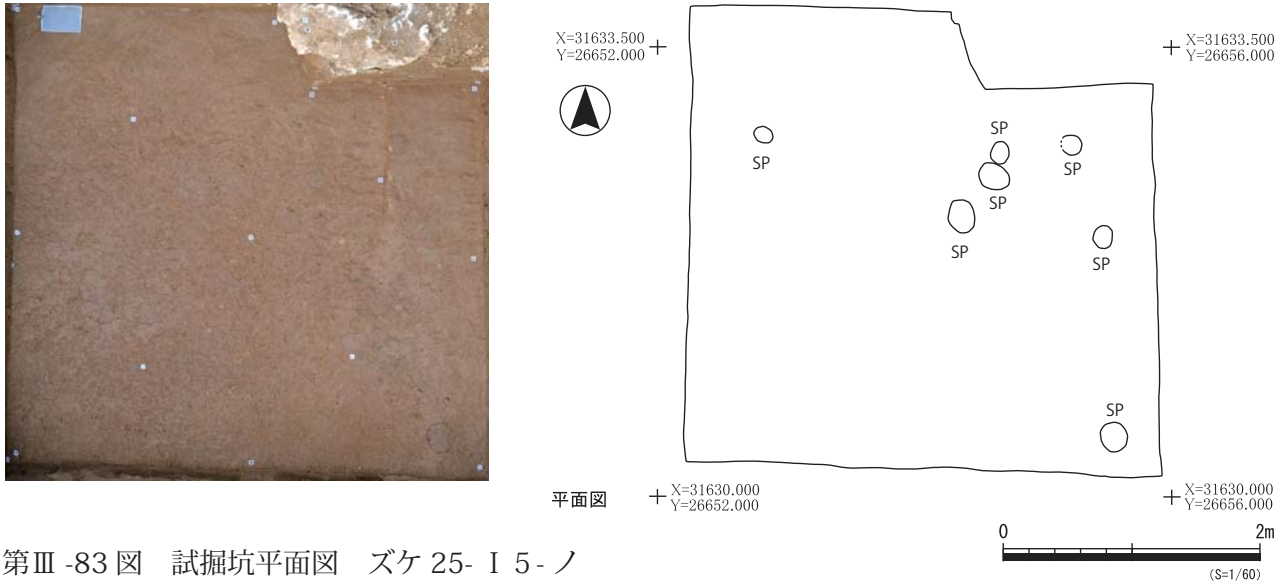 X=31633.500
Y=26652.000
X=31633.500
Y=26656.000
SP
SP
SP
SP
SP
SP
SP
平面図
X=31630.000
Y=26652.000
X=31630.000
Y=26656.000
0 2m
(S=1/60)
第Ⅲ-83図 試掘坑平面図 ズケ25-Ⅰ5-ノ